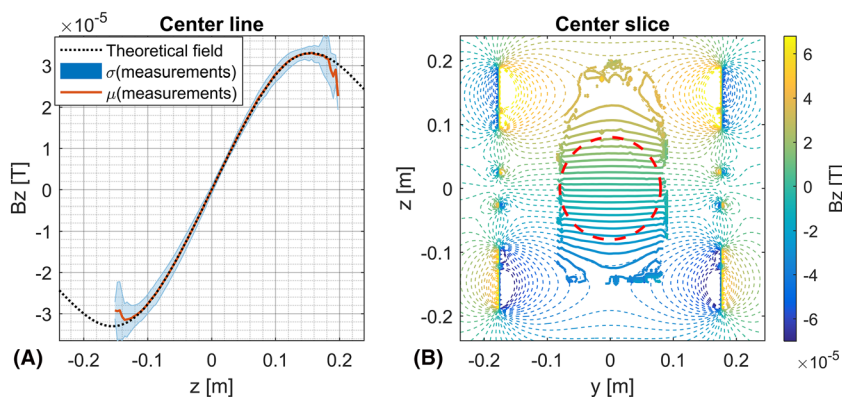 Center line
×10⁻⁵
Theoretical field
σ(measurements)
μ(measurements)
3
2
1
0
-1
-2
-3
Bz [T]
-0.2
-0.1
0
0.1
0.2
z [m]
(A)
Center slice
0.2
0.1
0
-0.1
-0.2
z [m]
-0.2
-0.1
0
0.1
0.2
y [m]
(B)
6
4
2
0
-2
-4
-6
×10⁻⁵
Bz [T]